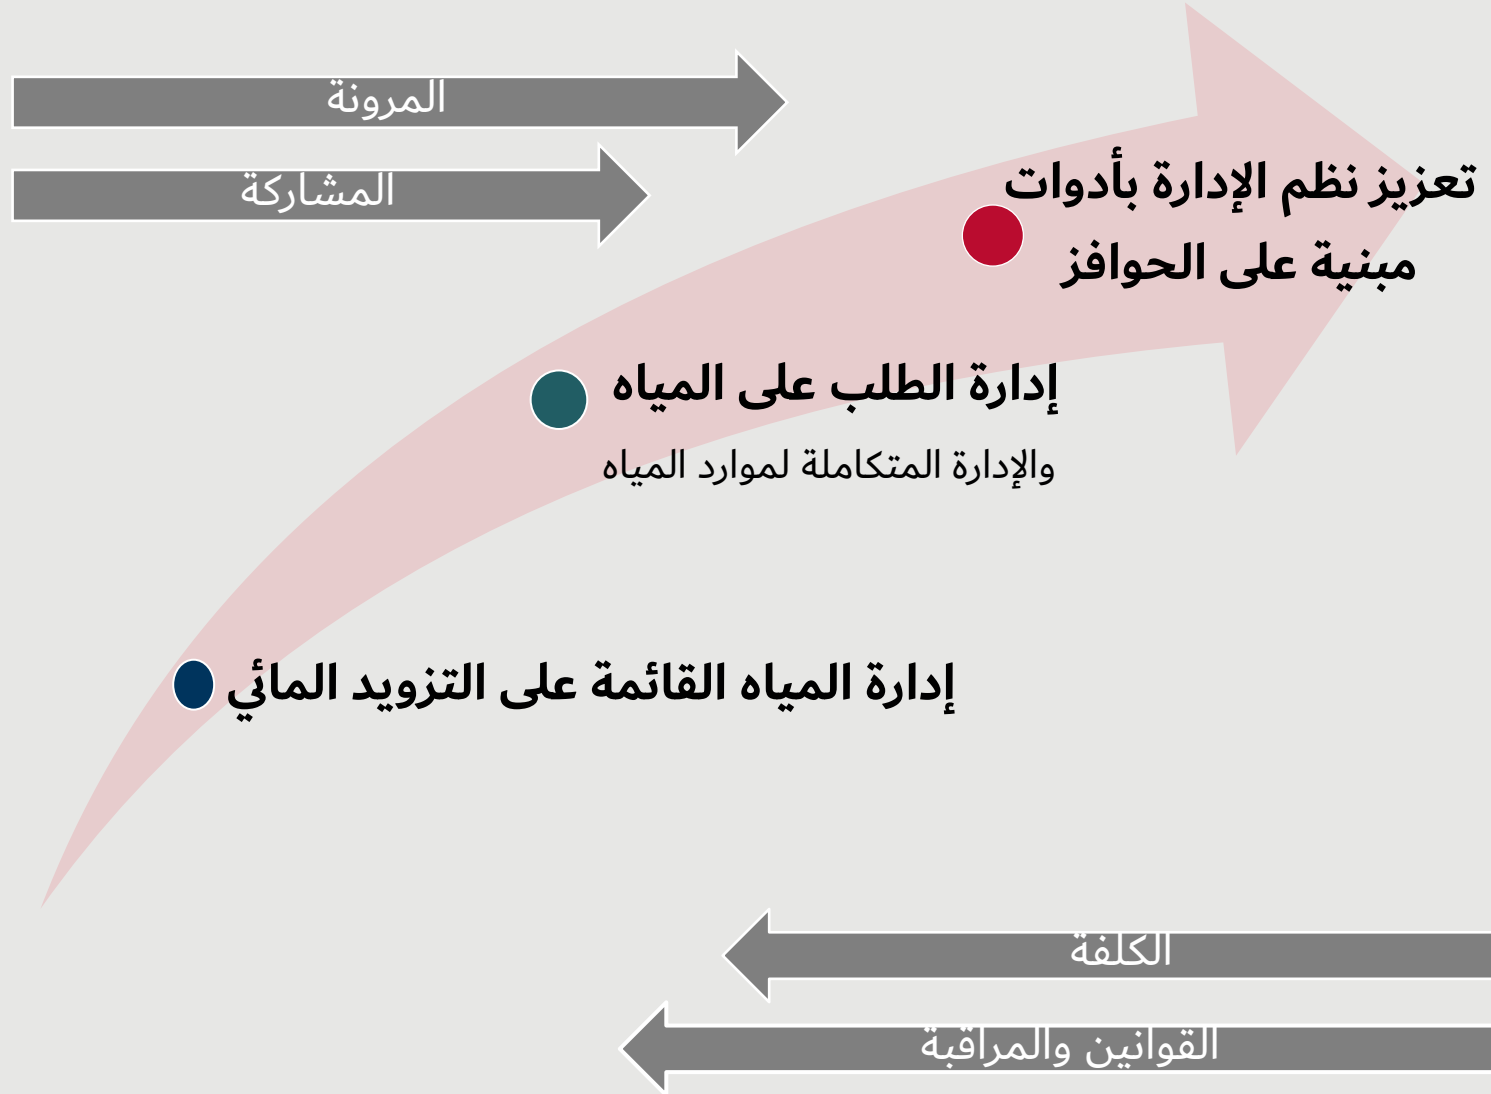 المرونة
المشاركة
تعزيز نظم الإدارة بأدوات
مبنية على الحوافز
إدارة الطلب على المياه
والإدارة المتكاملة لموارد المياه
إدارة المياه القائمة على التزويد المائي
الكلفة
القوانين والمراقبة